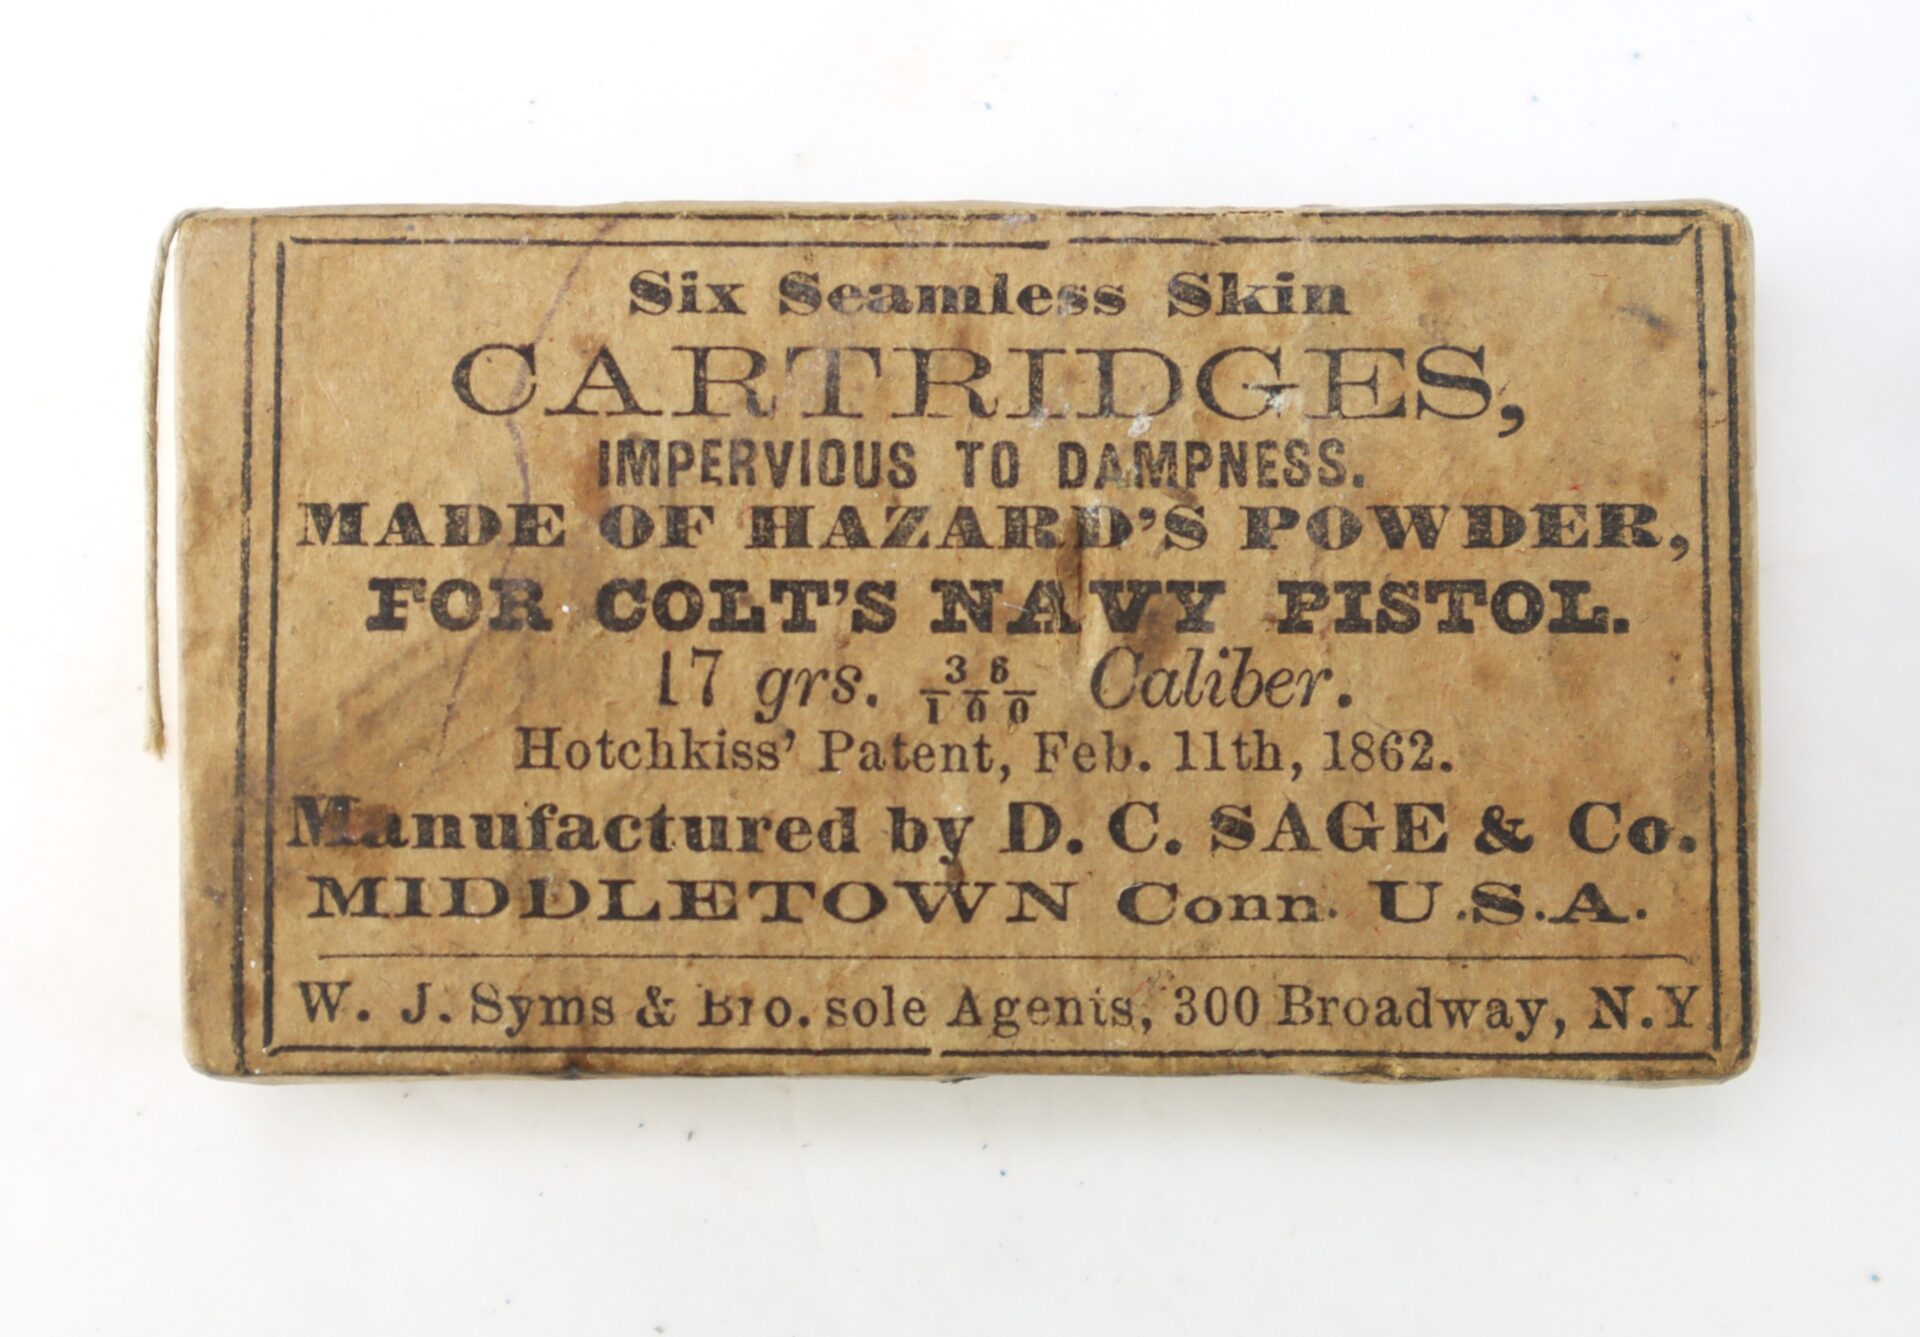 Six Seamless Skin
CARTRIDGES,
IMPERVIOUS TO DAMPNESS.
MADE OF HAZARD'S POWDER,
FOR COLT'S NAVY PISTOL.
17 grs. 36/100 Caliber.
Hotchkiss' Patent, Feb. 11th, 1862.
Manufactured by D. C. SAGE & Co.
MIDDLETOWN Conn. U.S.A.
W. J. Syms & Bro. sole Agents, 300 Broadway, N.Y